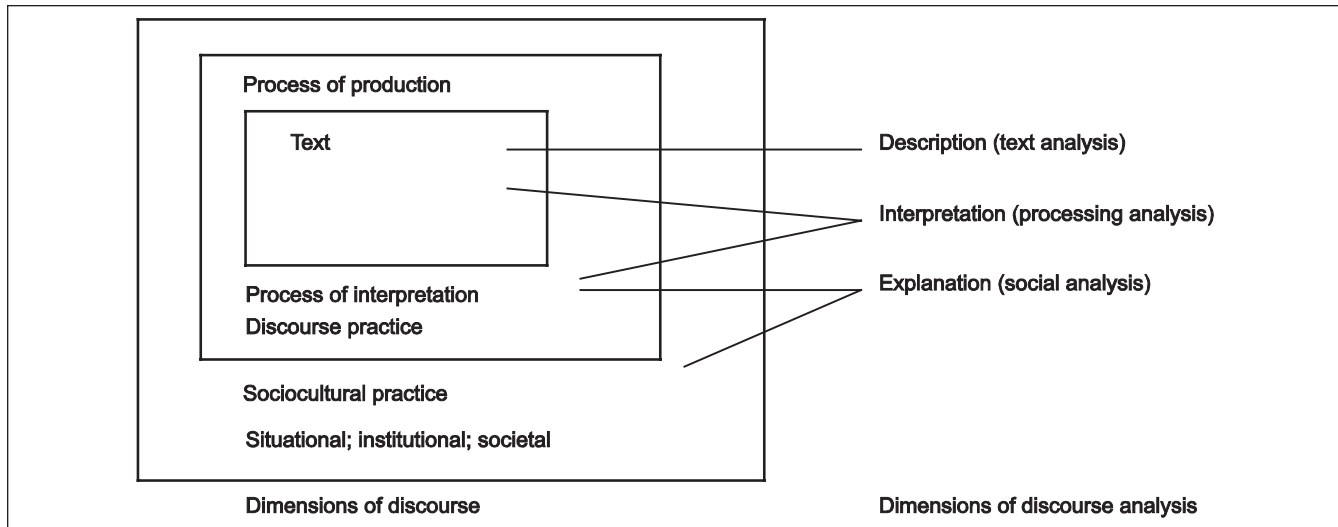 Process of production
Text
Description (text analysis)
Interpretation (processing analysis)
Explanation (social analysis)
Process of interpretation
Discourse practice
Sociocultural practice
Situational; institutional; societal
Dimensions of discourse
Dimensions of discourse analysis